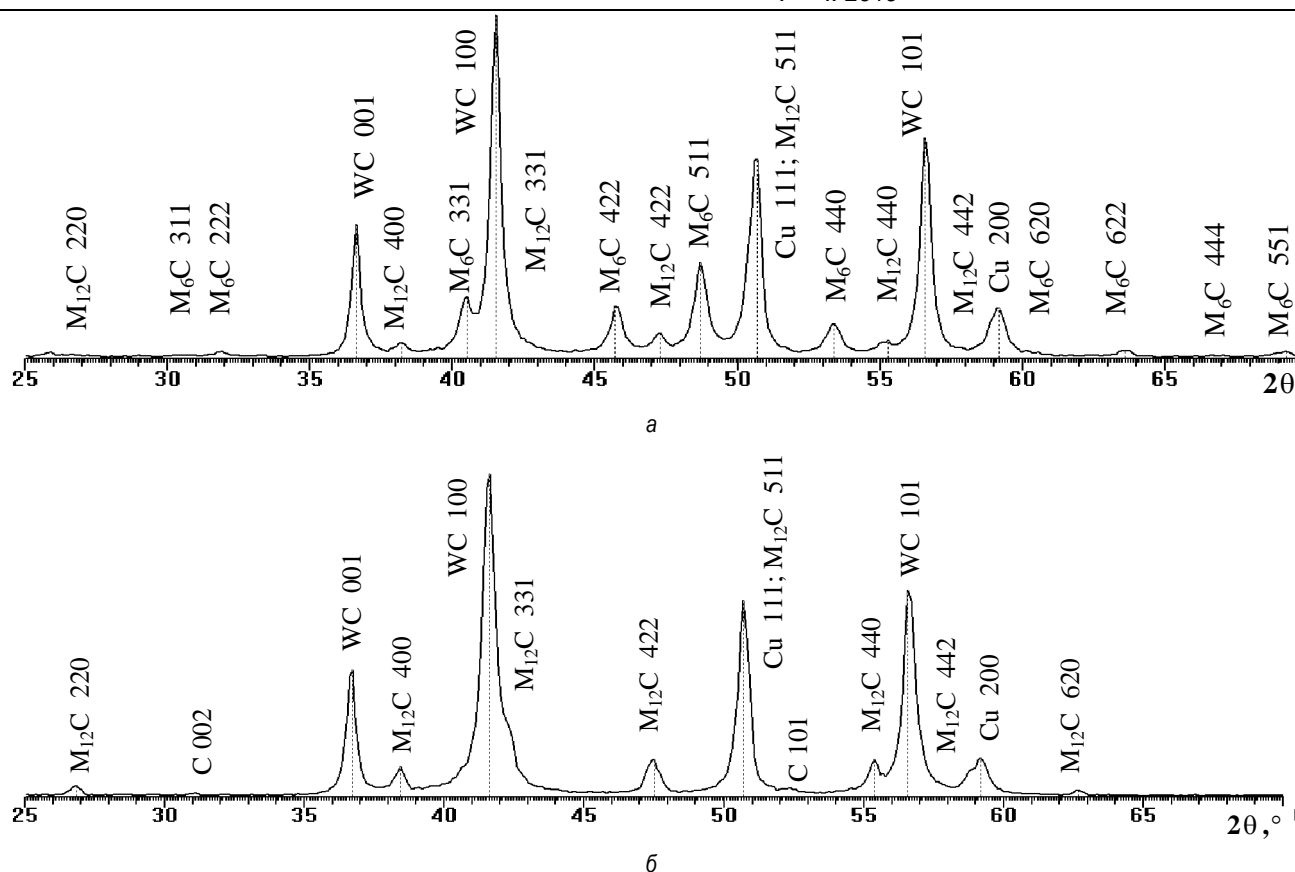 M₁₂C 220
M₆C 311
M₆C 222
WC 001
M₁₂C 400
M₆C 331
WC 100
M₁₂C 331
M₆C 422
M₁₂C 422
M₆C 511
Cu 111; M₁₂C 511
M₆C 440
M₁₂C 440
WC 101
M₁₂C 442
Cu 200
M₆C 620
M₆C 622
M₆C 444
M₆C 551
25 30 35 40 45 50 55 60 65 2θ
а
M₁₂C 220
C 002
WC 001
M₁₂C 400
WC 100
M₁₂C 331
M₁₂C 422
Cu 111; M₁₂C 511
C 101
M₁₂C 440
WC 101
M₁₂C 442
Cu 200
M₁₂C 620
25 30 35 40 45 50 55 60 65
2θ,°
б